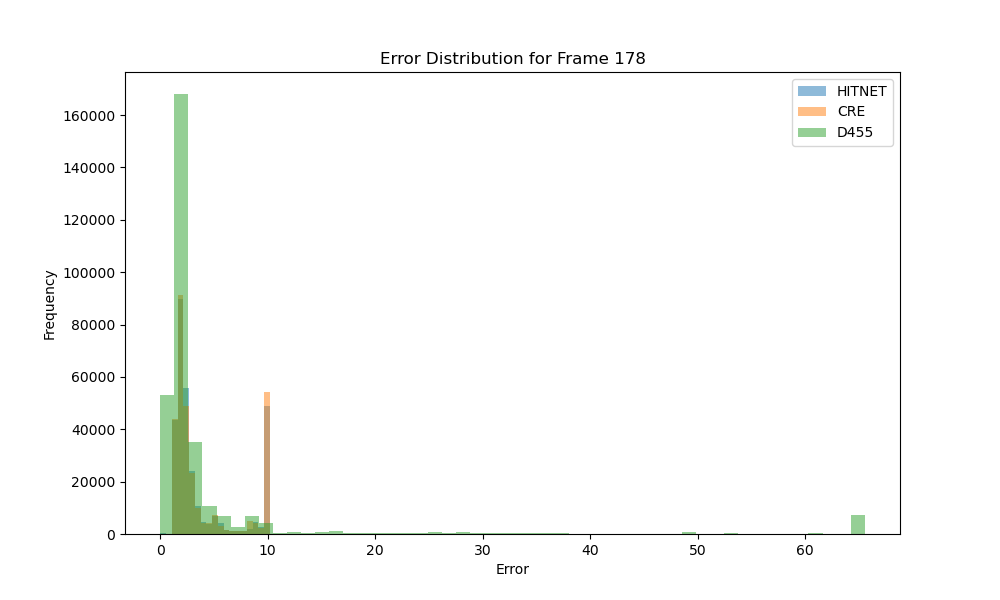 Error Distribution for Frame 178
HITNET
CRE
D455
160000
140000
120000
100000
80000
60000
40000
20000
0
Frequency
0 10 20 30 40 50 60
Error